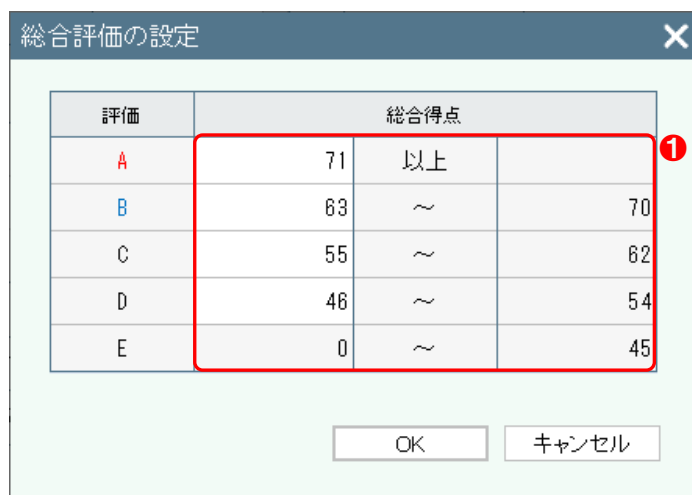 総合評価の設定 ×
評価 総合得点
A 71 以上
❶
B 63 ～ 70
C 55 ～ 62
D 46 ～ 54
E 0 ～ 45
OK キャンセル